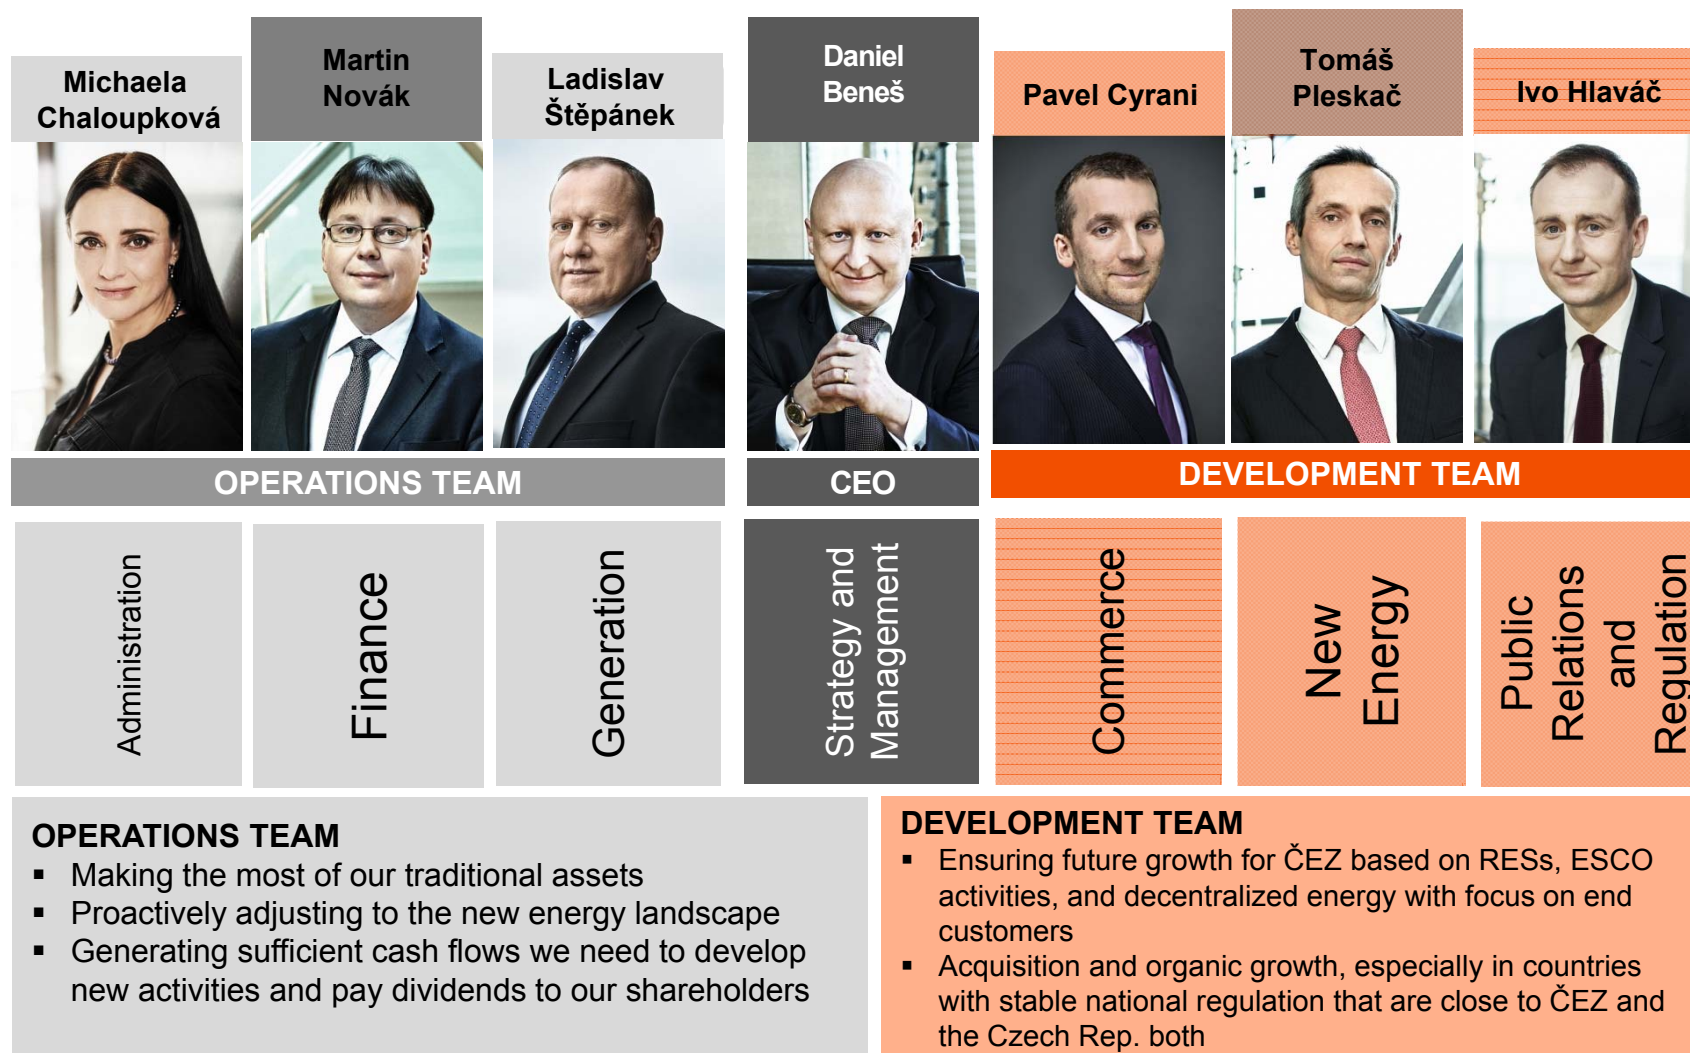 Michaela
Chaloupková
Martin
Novák
Ladislav
Štěpánek
Daniel
Beneš
Pavel Cyrani
Tomáš
Pleskač
Ivo Hlaváč
OPERATIONS TEAM
CEO
DEVELOPMENT TEAM
Administration
Finance
Generation
Strategy and
Management
Commerce
New
Energy
Public
Relations
and
Regulation
OPERATIONS TEAM
▪ Making the most of our traditional assets
▪ Proactively adjusting to the new energy landscape
▪ Generating sufficient cash flows we need to develop
new activities and pay dividends to our shareholders
DEVELOPMENT TEAM
▪ Ensuring future growth for ČEZ based on RESs, ESCO
activities, and decentralized energy with focus on end
customers
▪ Acquisition and organic growth, especially in countries
with stable national regulation that are close to ČEZ and
the Czech Rep. both